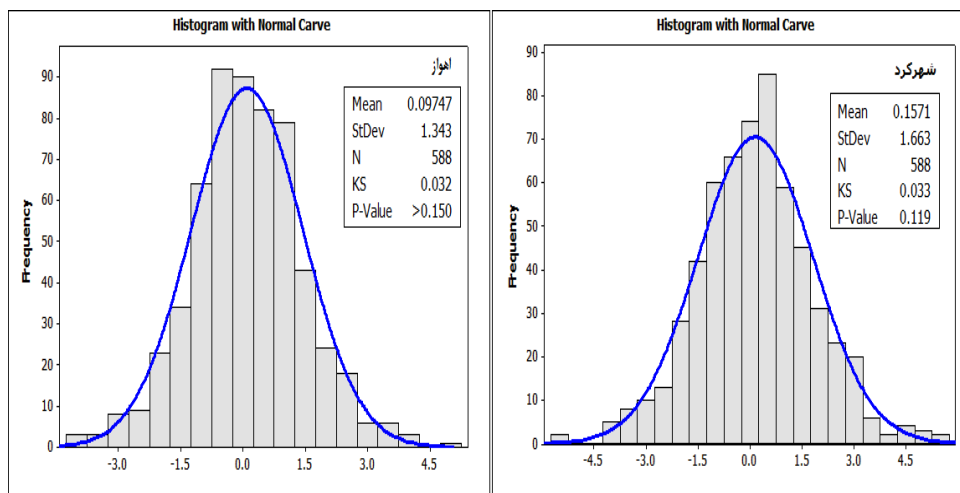 Histogram with Normal Carve
اهواز
Mean 0.09747
StDev 1.343
N 588
KS 0.032
P-Value >0.150
Frequency
90
80
70
60
50
40
30
20
10
0
-3.0 -1.5 0.0 1.5 3.0 4.5
Histogram with Normal Carve
شهرکرد
Mean 0.1571
StDev 1.663
N 588
KS 0.033
P-Value 0.119
Frequency
90
80
70
60
50
40
30
20
10
0
-4.5 -3.0 -1.5 0.0 1.5 3.0 4.5